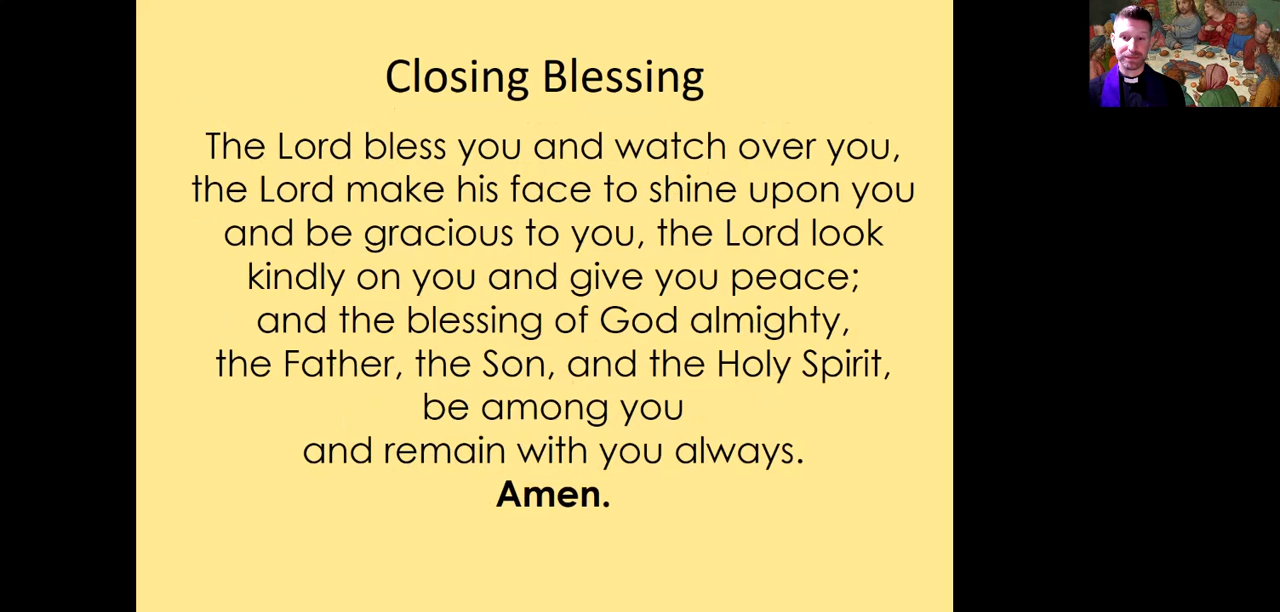 Closing Blessing
The Lord bless you and watch over you,
the Lord make his face to shine upon you
and be gracious to you, the Lord look
kindly on you and give you peace;
and the blessing of God almighty,
the Father, the Son, and the Holy Spirit,
be among you
and remain with you always.
Amen.